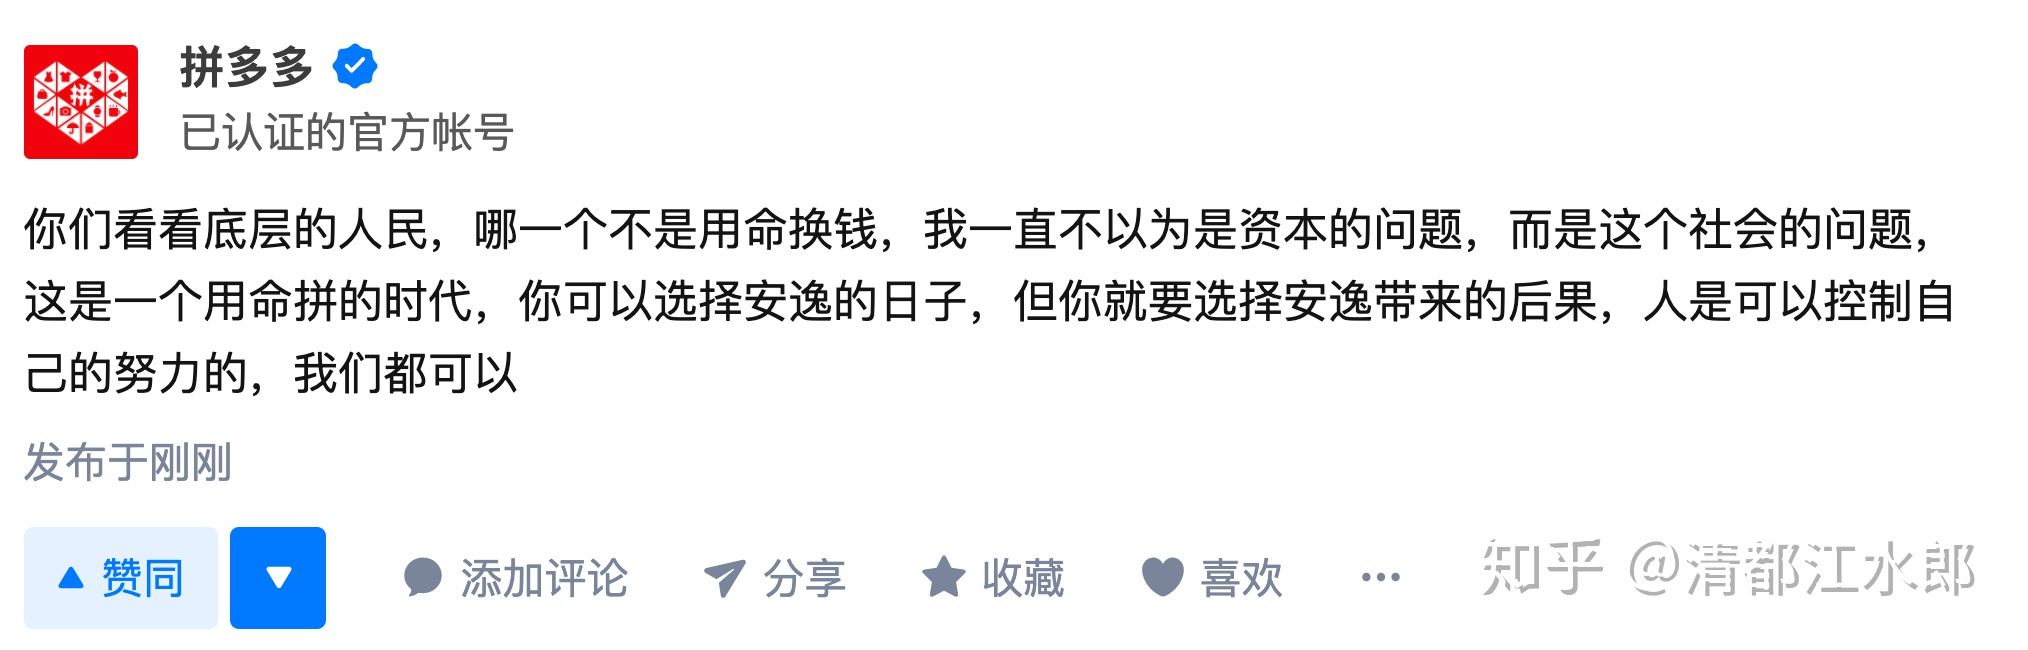 拼
拼多多
已认证的官方帐号
你们看看底层的人民，哪一个不是用命换钱，我一直不以为是资本的问题，而是这个社会的问题，
这是一个用命拼的时代，你可以选择安逸的日子，但你就要选择安逸带来的后果，人是可以控制自
己的努力的，我们都可以
发布于刚刚
赞同 添加评论 分享 收藏 喜欢 ...
知乎 @清都江水郎